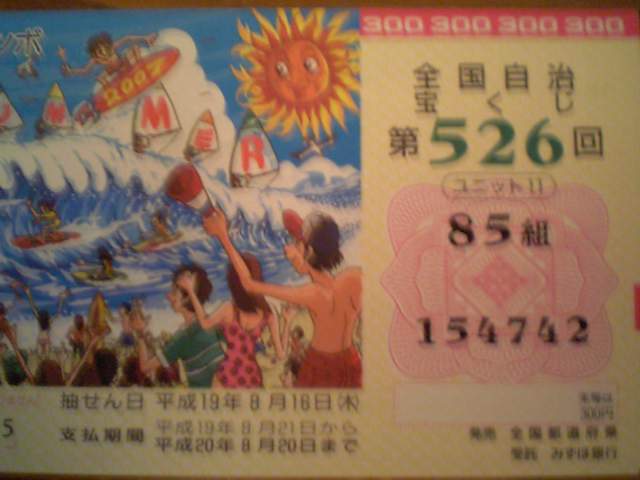 ンボ
300 300 300 300
2007
UMMER
全国自治
宝くじ
第526回
ユニット11
85組
154742
抽せん日 平成19年8月16日(木)
支払期間 平成19年8月21日から
平成20年8月20日まで
5
300円
発売 全国都道府県
受託 みずほ銀行